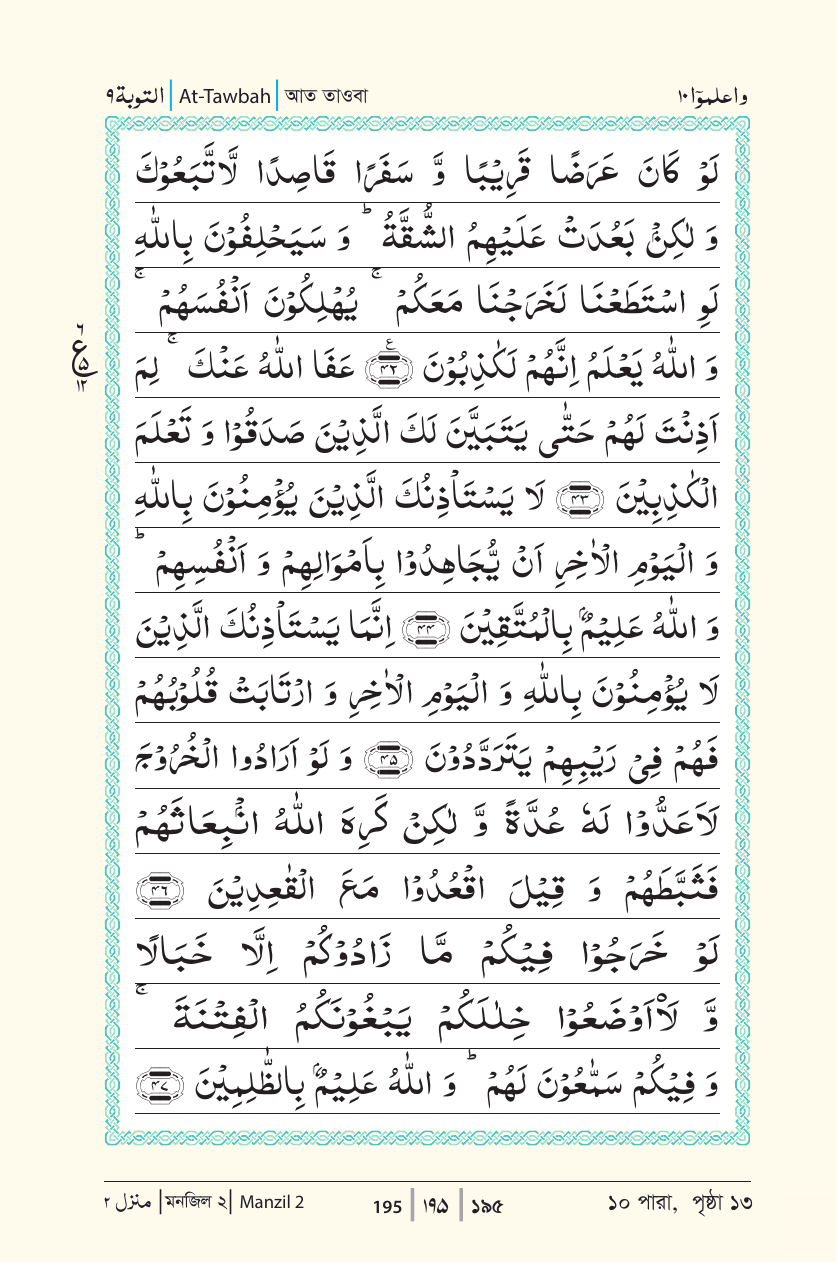 التوبة٩ | At-Tawbah | আত তাওবা واعلموٓا١٠
لَوۡ كَانَ عَرَضًا قَرِيۡبًا وَّ سَفَرًا قَاصِدًا لَّاتَّبَعُوۡكَ
وَ لٰكِنۡۢ بَعُدَتۡ عَلَيۡهِمُ الشُّقَّةُ ؕ وَ سَيَحۡلِفُوۡنَ بِاللّٰهِ
لَوِ اسۡتَطَعۡنَا لَخَرَجۡنَا مَعَكُمۡ ۚ يُهۡلِكُوۡنَ اَنۡفُسَهُمۡ ۚ
وَ اللّٰهُ يَعۡلَمُ اِنَّهُمۡ لَكٰذِبُوۡنَ ﴿۴۲﴾ عَفَا اللّٰهُ عَنۡكَ ۚ لِمَ
ع
٦
ع
۵
١٢
اَذِنۡتَ لَهُمۡ حَتّٰى يَتَبَيَّنَ لَكَ الَّذِيۡنَ صَدَقُوۡا وَ تَعۡلَمَ
الۡكٰذِبِيۡنَ ﴿۴۳﴾ لَا يَسۡتَاۡذِنُكَ الَّذِيۡنَ يُؤۡمِنُوۡنَ بِاللّٰهِ
وَ الۡيَوۡمِ الۡاٰخِرِ اَنۡ يُّجَاهِدُوۡا بِاَمۡوَالِهِمۡ وَ اَنۡفُسِهِمۡ ؕ
وَ اللّٰهُ عَلِيۡمٌۢ بِالۡمُتَّقِيۡنَ ﴿۴۴﴾ اِنَّمَا يَسۡتَاۡذِنُكَ الَّذِيۡنَ
لَا يُؤۡمِنُوۡنَ بِاللّٰهِ وَ الۡيَوۡمِ الۡاٰخِرِ وَ ارۡتَابَتۡ قُلُوۡبُهُمۡ
فَهُمۡ فِىۡ رَيۡبِهِمۡ يَتَرَدَّدُوۡنَ ﴿۴۵﴾ وَ لَوۡ اَرَادُوا الۡخُرُوۡجَ
لَاَعَدُّوۡا لَهٗ عُدَّةً وَّ لٰكِنۡ كَرِهَ اللّٰهُ انۡۢبِعَاثَهُمۡ
فَثَبَّطَهُمۡ وَ قِيۡلَ اقۡعُدُوۡا مَعَ الۡقٰعِدِيۡنَ ﴿۴۶﴾
لَوۡ خَرَجُوۡا فِيۡكُمۡ مَّا زَادُوۡكُمۡ اِلَّا خَبَالًا
وَّ لَا۠اَوۡضَعُوۡا خِلٰلَكُمۡ يَبۡغُوۡنَكُمُ الۡفِتۡنَةَ ۚ
وَ فِيۡكُمۡ سَمّٰعُوۡنَ لَهُمۡ ؕ وَ اللّٰهُ عَلِيۡمٌۢ بِالظّٰلِمِيۡنَ ﴿۴۷﴾
منزل ٢ | মনজিল ২ | Manzil 2 195 | ١٩۵ | ১৯৫ ১০ পারা, পৃষ্ঠা ১৩